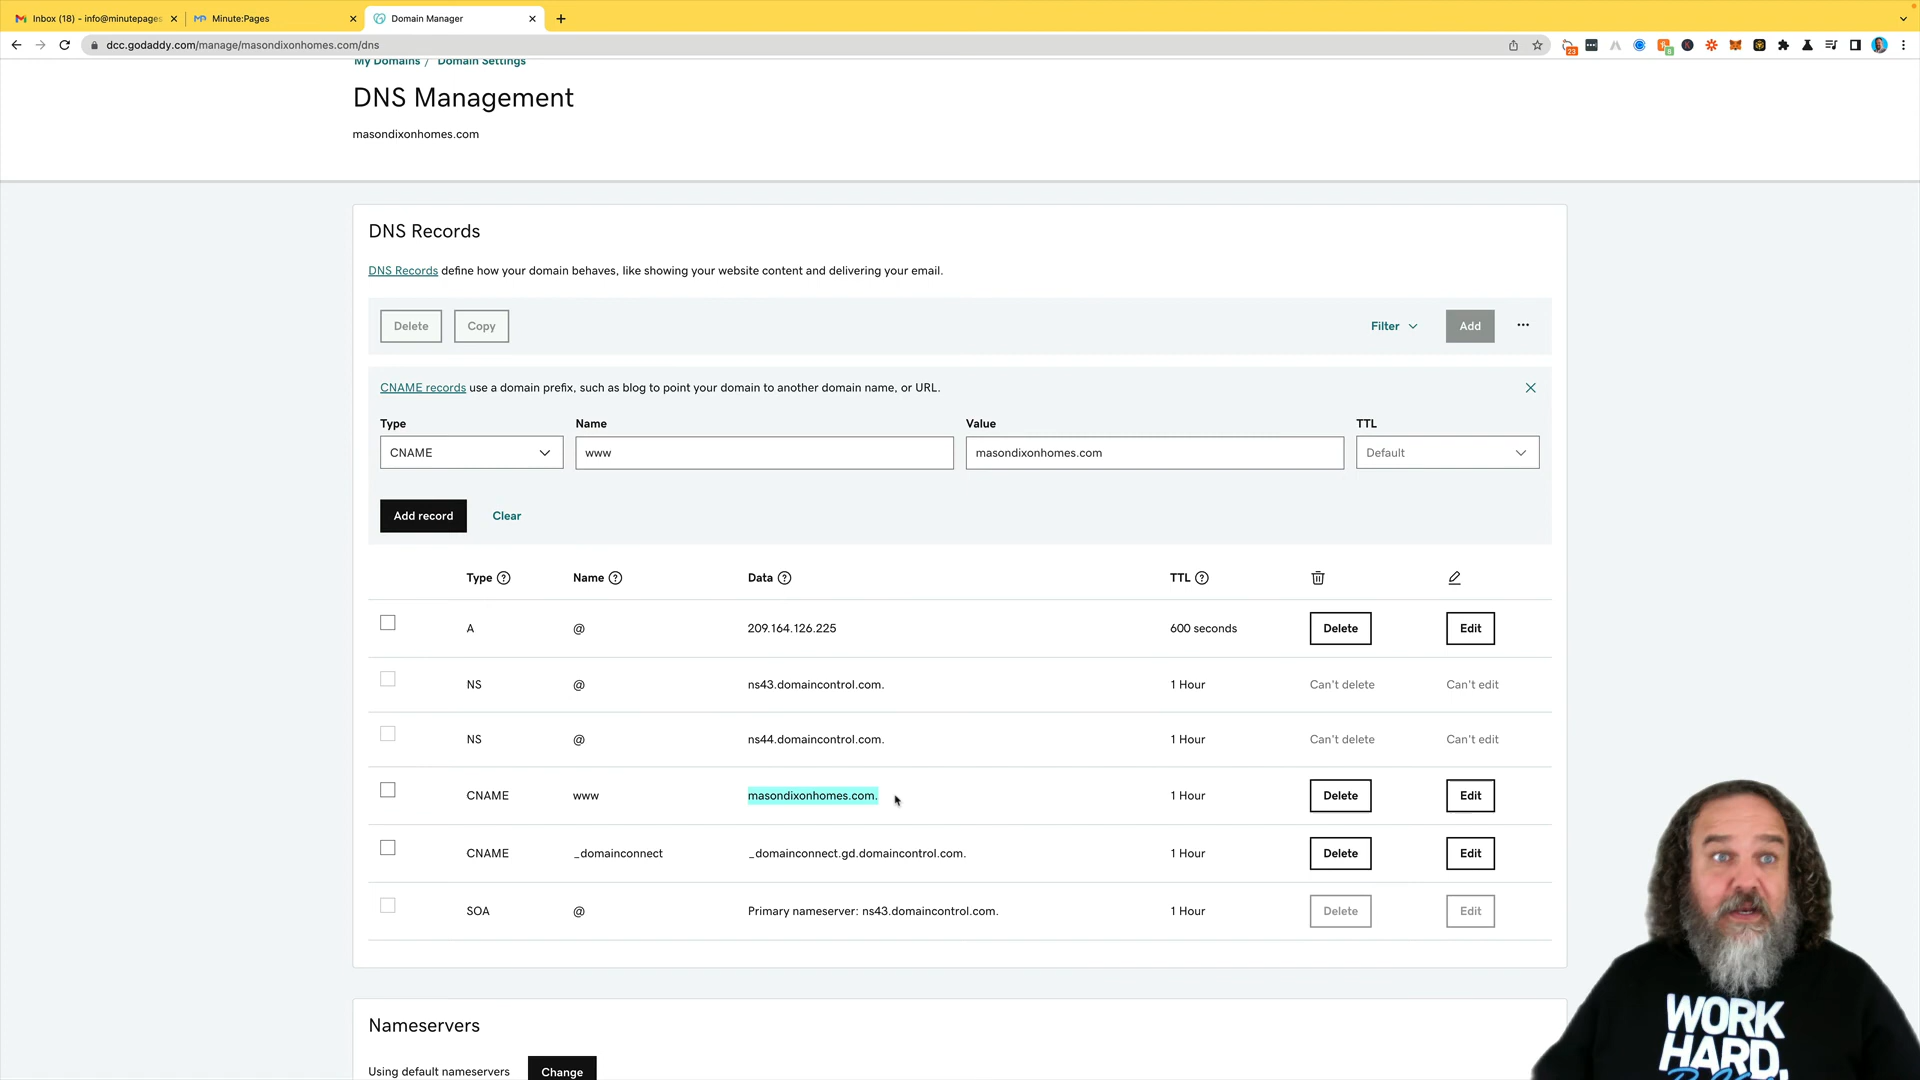 Inbox (18) - info@minutepages
Minute:Pages
Domain Manager
dcc.godaddy.com/manage/masondixonhomes.com/dns
23
8
My Domains / Domain Settings
DNS Management
masondixonhomes.com
DNS Records
DNS Records define how your domain behaves, like showing your website content and delivering your email.
Delete Copy Filter Add ...
CNAME records use a domain prefix, such as blog to point your domain to another domain name, or URL.
Type Name Value TTL
CNAME www masondixonhomes.com Default
Add record Clear
Type Name Data TTL
A @ 209.164.126.225 600 seconds Delete Edit
NS @ ns43.domaincontrol.com. 1 Hour Can't delete Can't edit
NS @ ns44.domaincontrol.com. 1 Hour Can't delete Can't edit
CNAME www masondixonhomes.com. 1 Hour Delete Edit
CNAME _domainconnect _domainconnect.gd.domaincontrol.com. 1 Hour Delete Edit
SOA @ Primary nameserver: ns43.domaincontrol.com. 1 Hour Delete Edit
Nameservers
Using default nameservers Change
WORK
HARD.